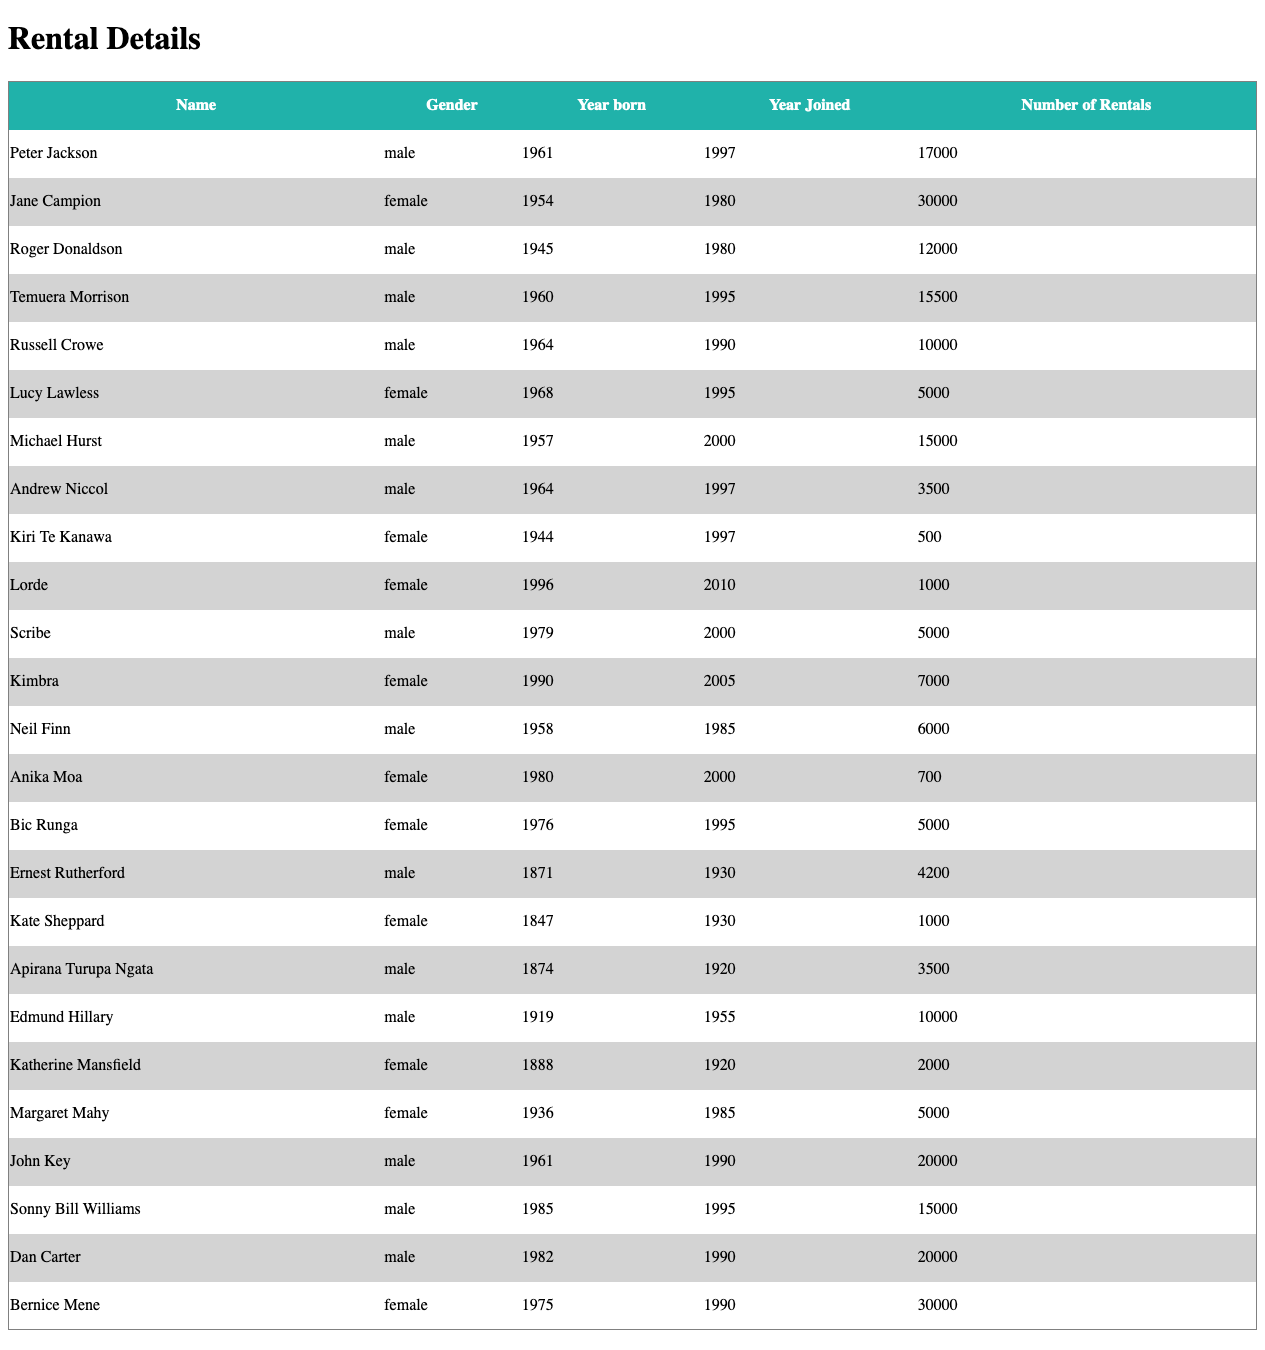 Rental Details
Name Gender Year born Year Joined Number of Rentals
Peter Jackson male 1961 1997 17000
Jane Campion female 1954 1980 30000
Roger Donaldson male 1945 1980 12000
Temuera Morrison male 1960 1995 15500
Russell Crowe male 1964 1990 10000
Lucy Lawless female 1968 1995 5000
Michael Hurst male 1957 2000 15000
Andrew Niccol male 1964 1997 3500
Kiri Te Kanawa female 1944 1997 500
Lorde female 1996 2010 1000
Scribe male 1979 2000 5000
Kimbra female 1990 2005 7000
Neil Finn male 1958 1985 6000
Anika Moa female 1980 2000 700
Bic Runga female 1976 1995 5000
Ernest Rutherford male 1871 1930 4200
Kate Sheppard female 1847 1930 1000
Apirana Turupa Ngata male 1874 1920 3500
Edmund Hillary male 1919 1955 10000
Katherine Mansfield female 1888 1920 2000
Margaret Mahy female 1936 1985 5000
John Key male 1961 1990 20000
Sonny Bill Williams male 1985 1995 15000
Dan Carter male 1982 1990 20000
Bernice Mene female 1975 1990 30000